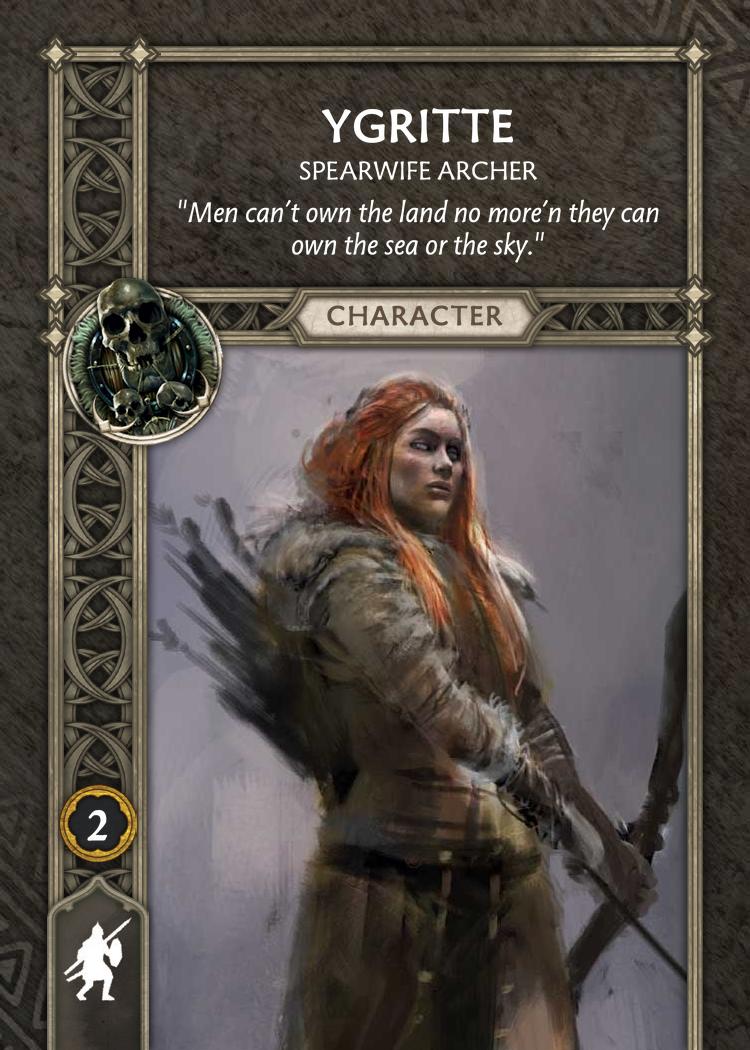 YGRITTE
SPEARWIFE ARCHER
"Men can't own the land no more'n they can
own the sea or the sky."
CHARACTER
2